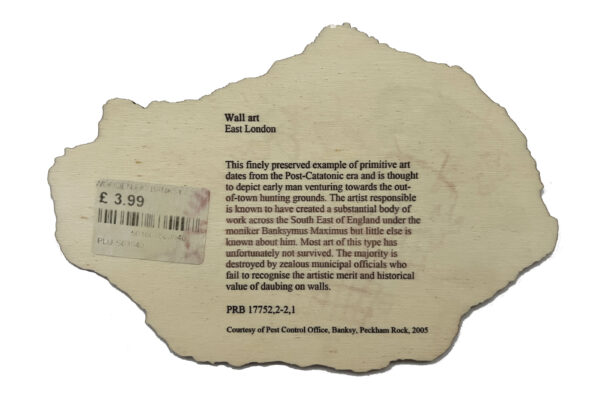 Wall art
East London
This finely preserved example of primitive art
dates from the Post-Catatonic era and is thought
to depict early man venturing towards the out-
of-town hunting grounds. The artist responsible
is known to have created a substantial body of
work across the South East of England under the
moniker Banksymus Maximus but little else is
known about him. Most art of this type has
unfortunately not survived. The majority is
destroyed by zealous municipal officials who
fail to recognise the artistic merit and historical
value of daubing on walls.
£ 3.99
PRB 17752,2-2,1
Courtesy of Pest Control Office, Banksy, Peckham Rock, 2005